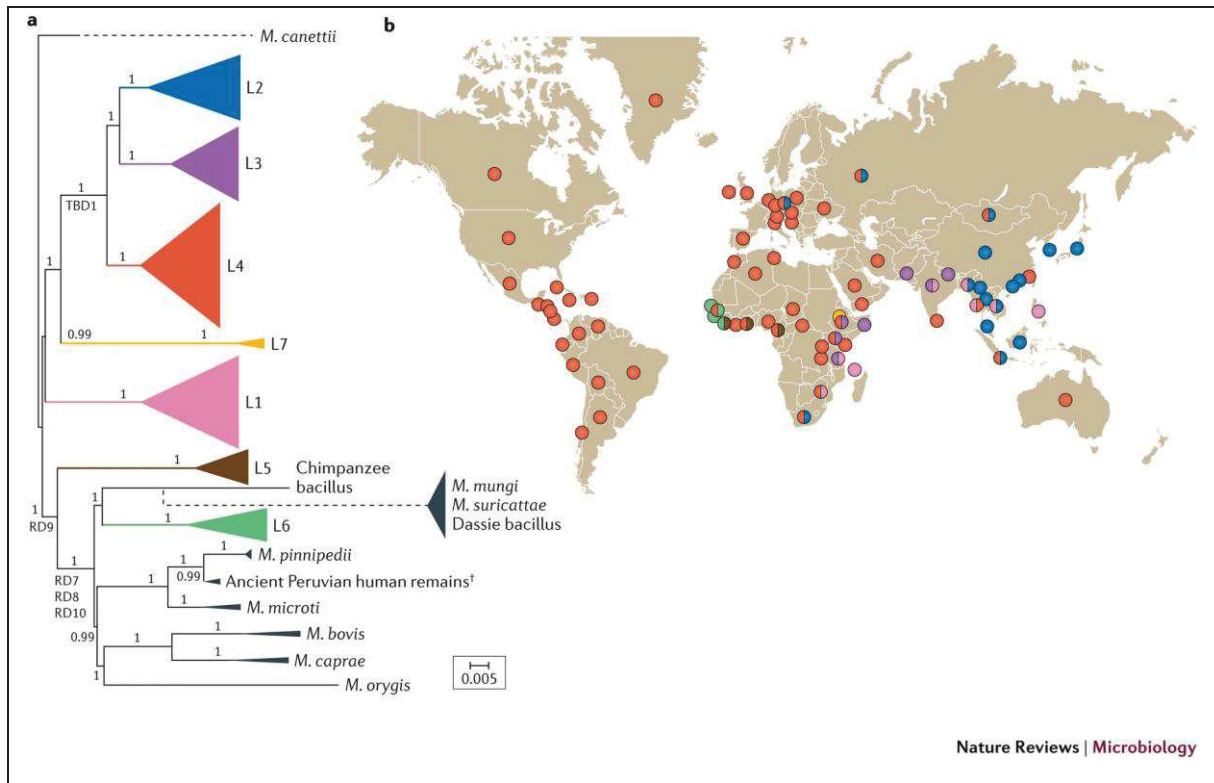 a
b
M. canettii
1
L2
1
1
L3
1
TBD1
1
L4
1
0.99
1
L7
1
L1
1
L5
Chimpanzee
bacillus
M. mungi
M. suricattae
Dassie bacillus
1
RD9
1
1
L6
1
M. pinnipedii
1
0.99
Ancient Peruvian human remains†
1
RD7
RD8
RD10
1
1
M. microti
0.99
1
1
M. bovis
1
M. caprae
1
M. orygis
0.005
Nature Reviews | Microbiology